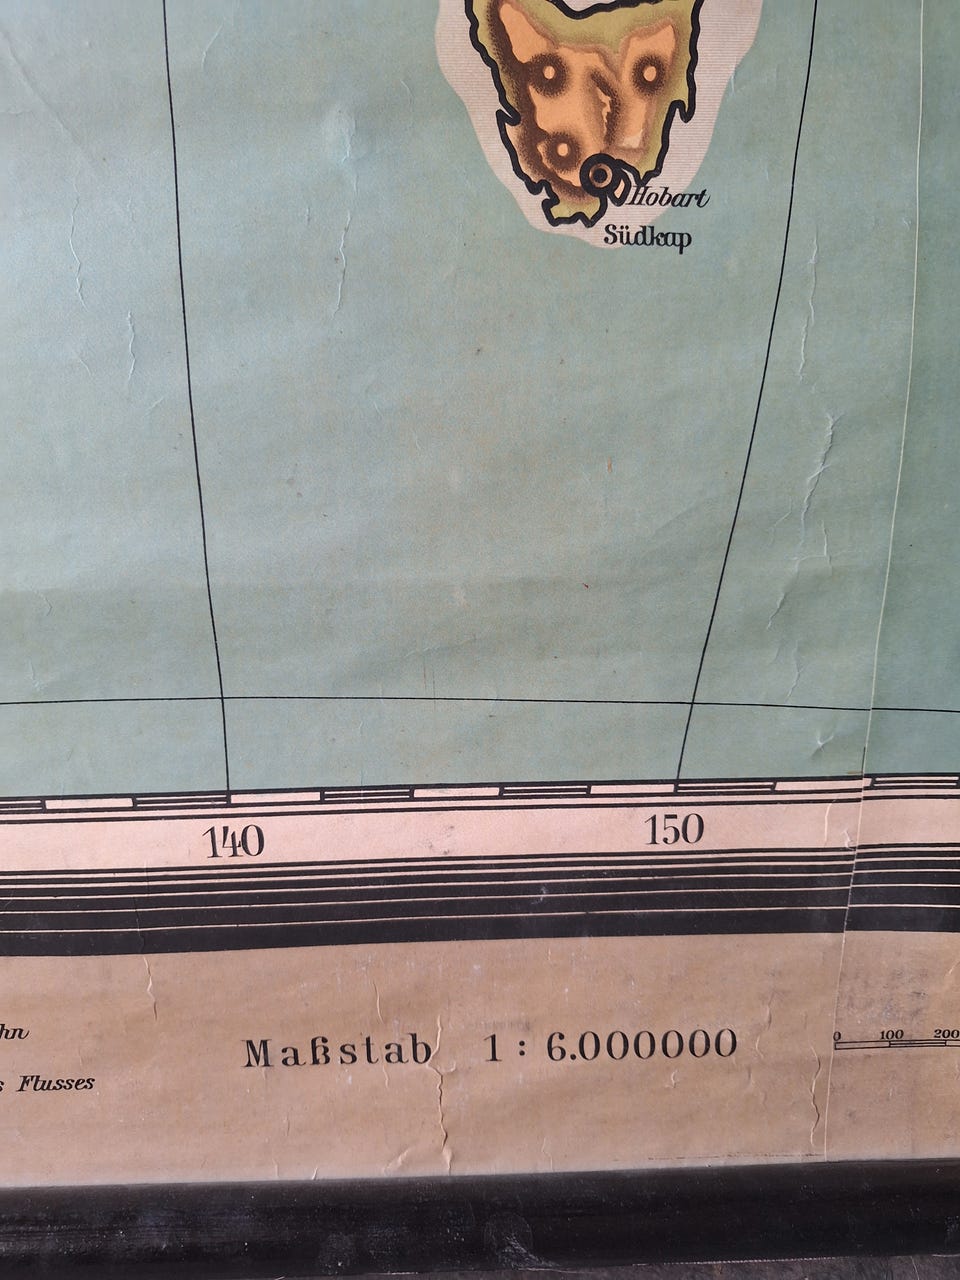 Hobart
Südkap
140 150
hn
s Flusses
Maßstab 1 : 6.000000
0 100 200